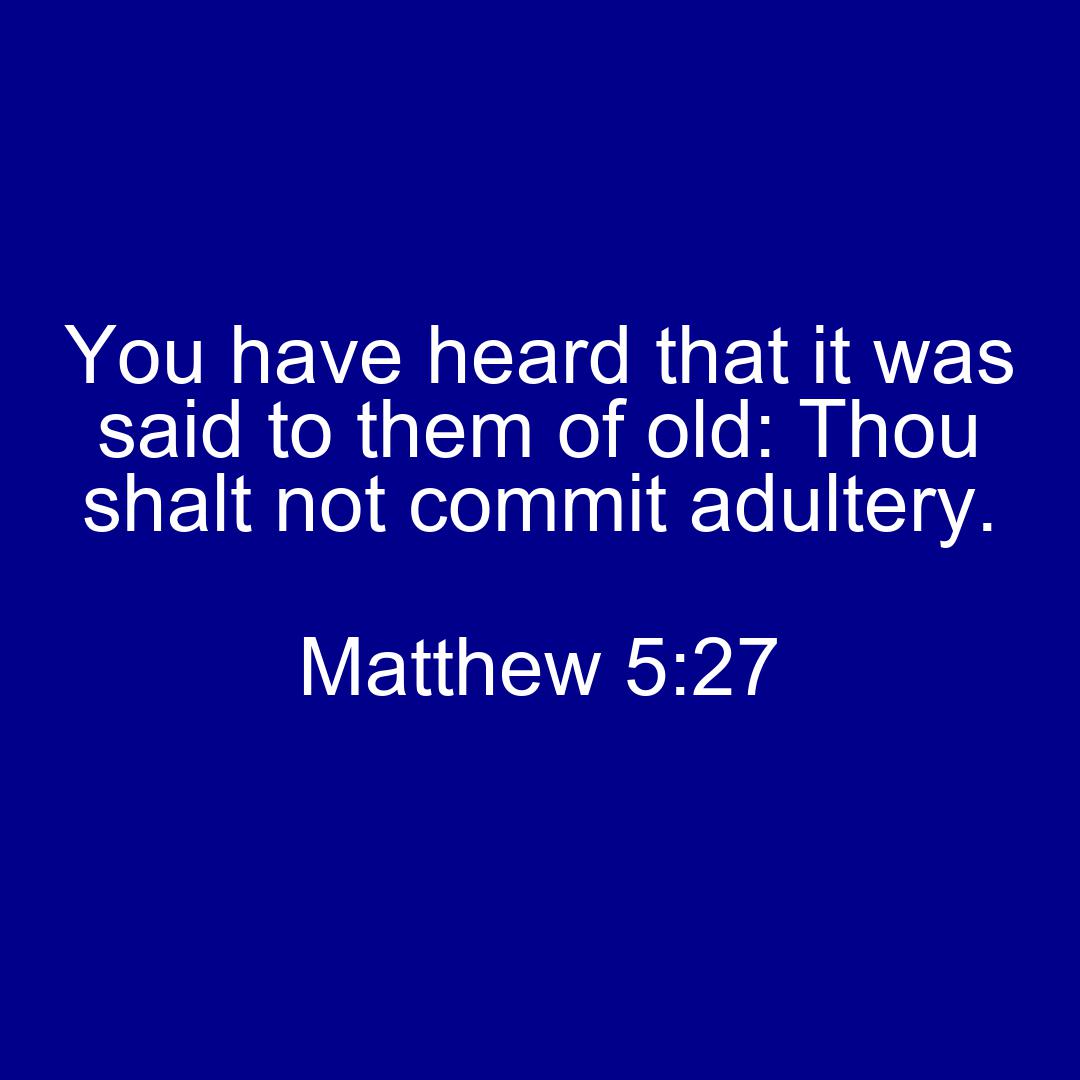 You have heard that it was
said to them of old: Thou
shalt not commit adultery.
Matthew 5:27